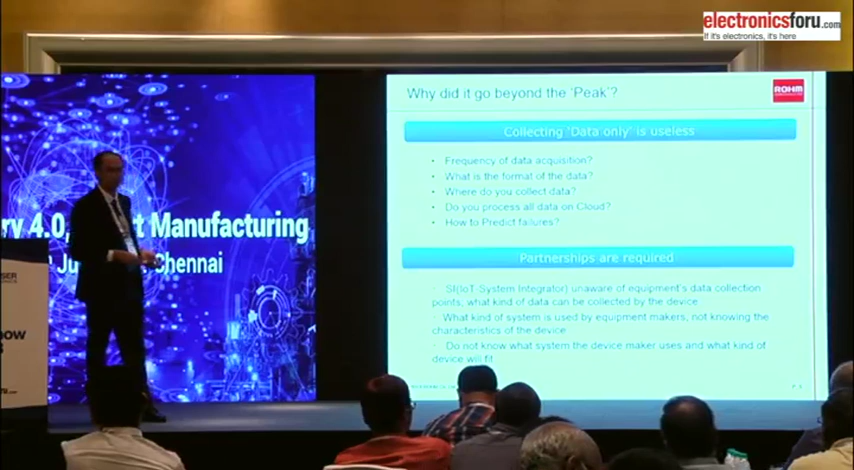 electronicsforu.com
If it's electronics, it's here
Why did it go beyond the 'Peak'?
ROHM
Collecting 'Data only' is useless
• Frequency of data acquisition?
• What is the format of the data?
• Where do you collect data?
• Do you process all data on Cloud?
• How to Predict failures?
Partnerships are required
SI(IoT-System Integrator) unaware of equipment's data collection
points, what kind of data can be collected by the device
What kind of system is used by equipment makers, not knowing the
characteristics of the device
Do not know what system the device maker uses and what kind of
device will fit
ry 4.0, t Manufacturing
Ju Chennai